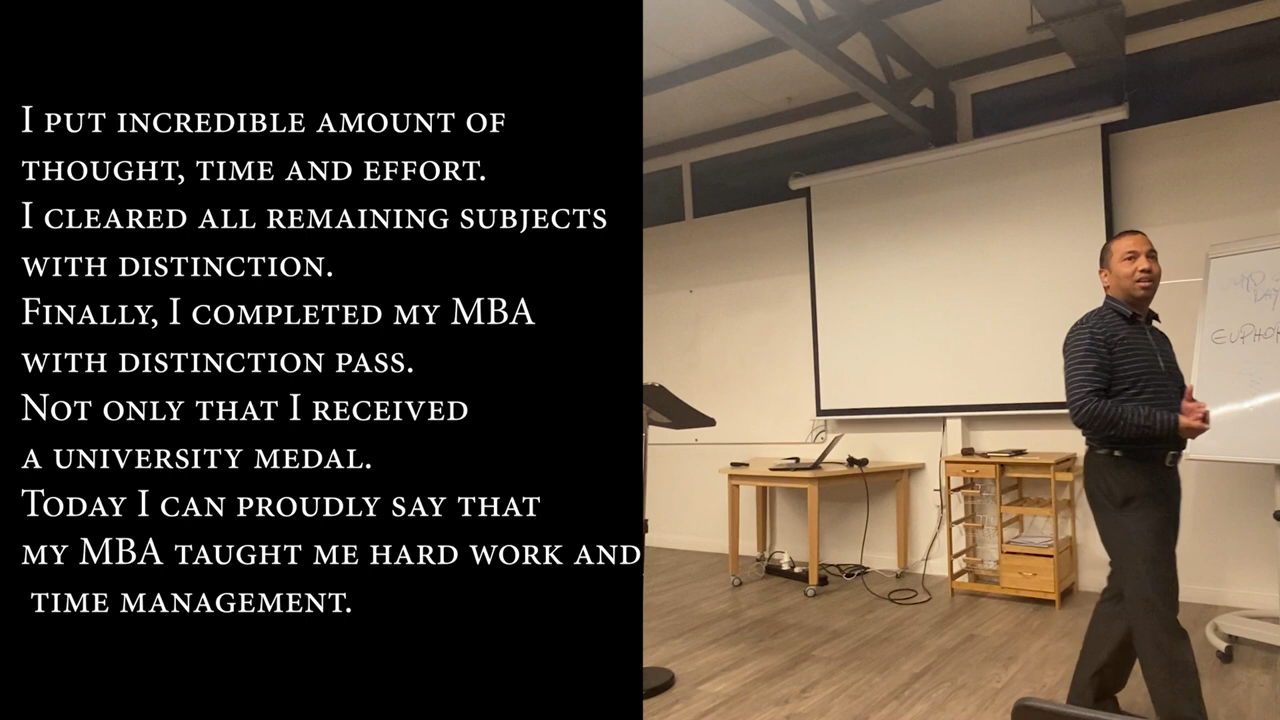 I put incredible amount of
thought, time and effort.
I cleared all remaining subjects
with distinction.
Finally, I completed my MBA
with distinction pass.
Not only that I received
a university medal.
Today I can proudly say that
my MBA taught me hard work and
time management.